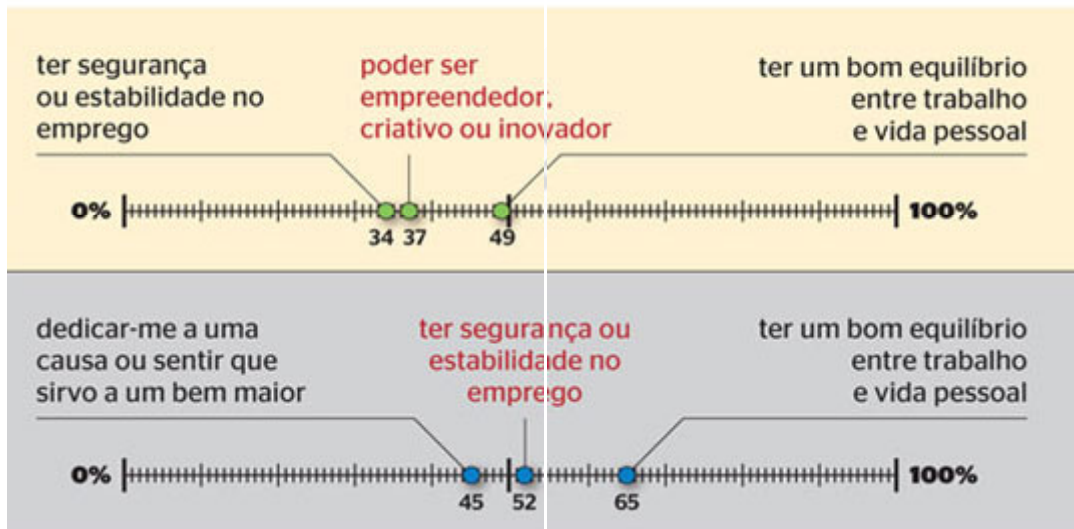 ter segurança
ou estabilidade no
emprego
poder ser
empreendedor,
criativo ou inovador
ter um bom equilíbrio
entre trabalho
e vida pessoal
0%
100%
34 37 49
dedicar-me a uma
causa ou sentir que
sirvo a um bem maior
ter segurança ou
estabilidade no
emprego
ter um bom equilíbrio
entre trabalho
e vida pessoal
0%
100%
45 52 65